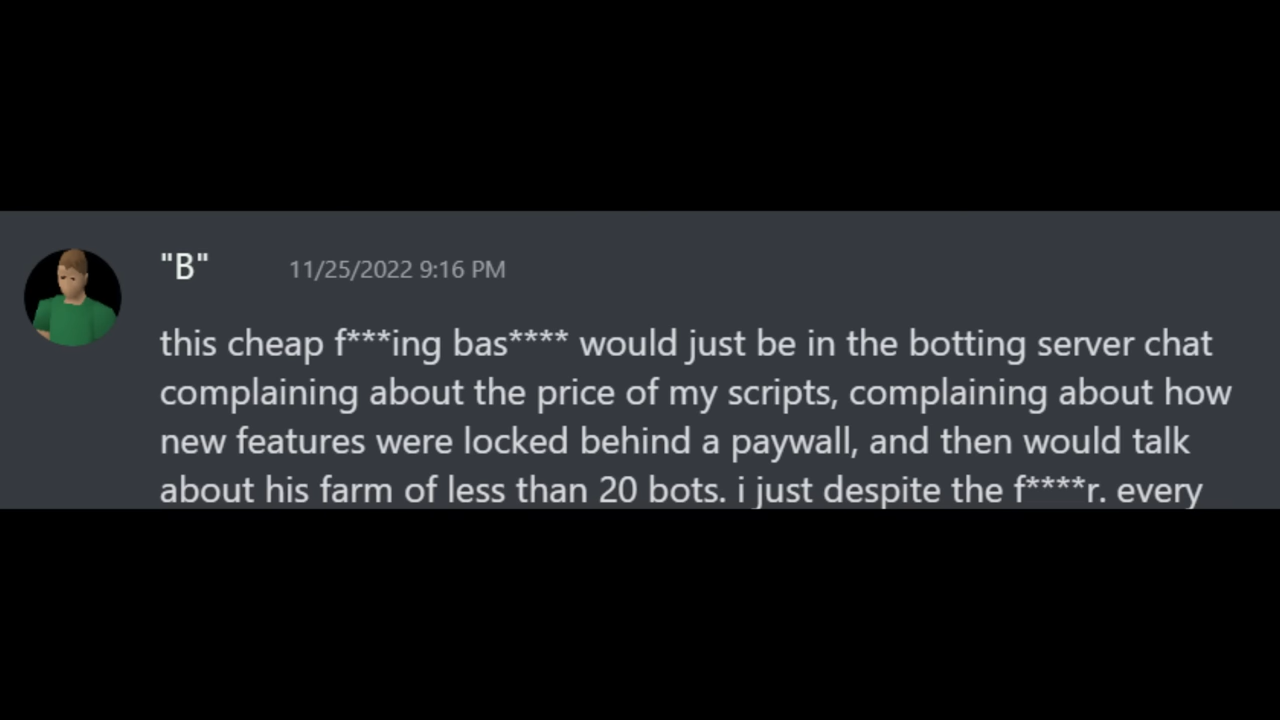 "B" 11/25/2022 9:16 PM
this cheap f***ing bas**** would just be in the botting server chat
complaining about the price of my scripts, complaining about how
new features were locked behind a paywall, and then would talk
about his farm of less than 20 bots. i just despite the f****r. every